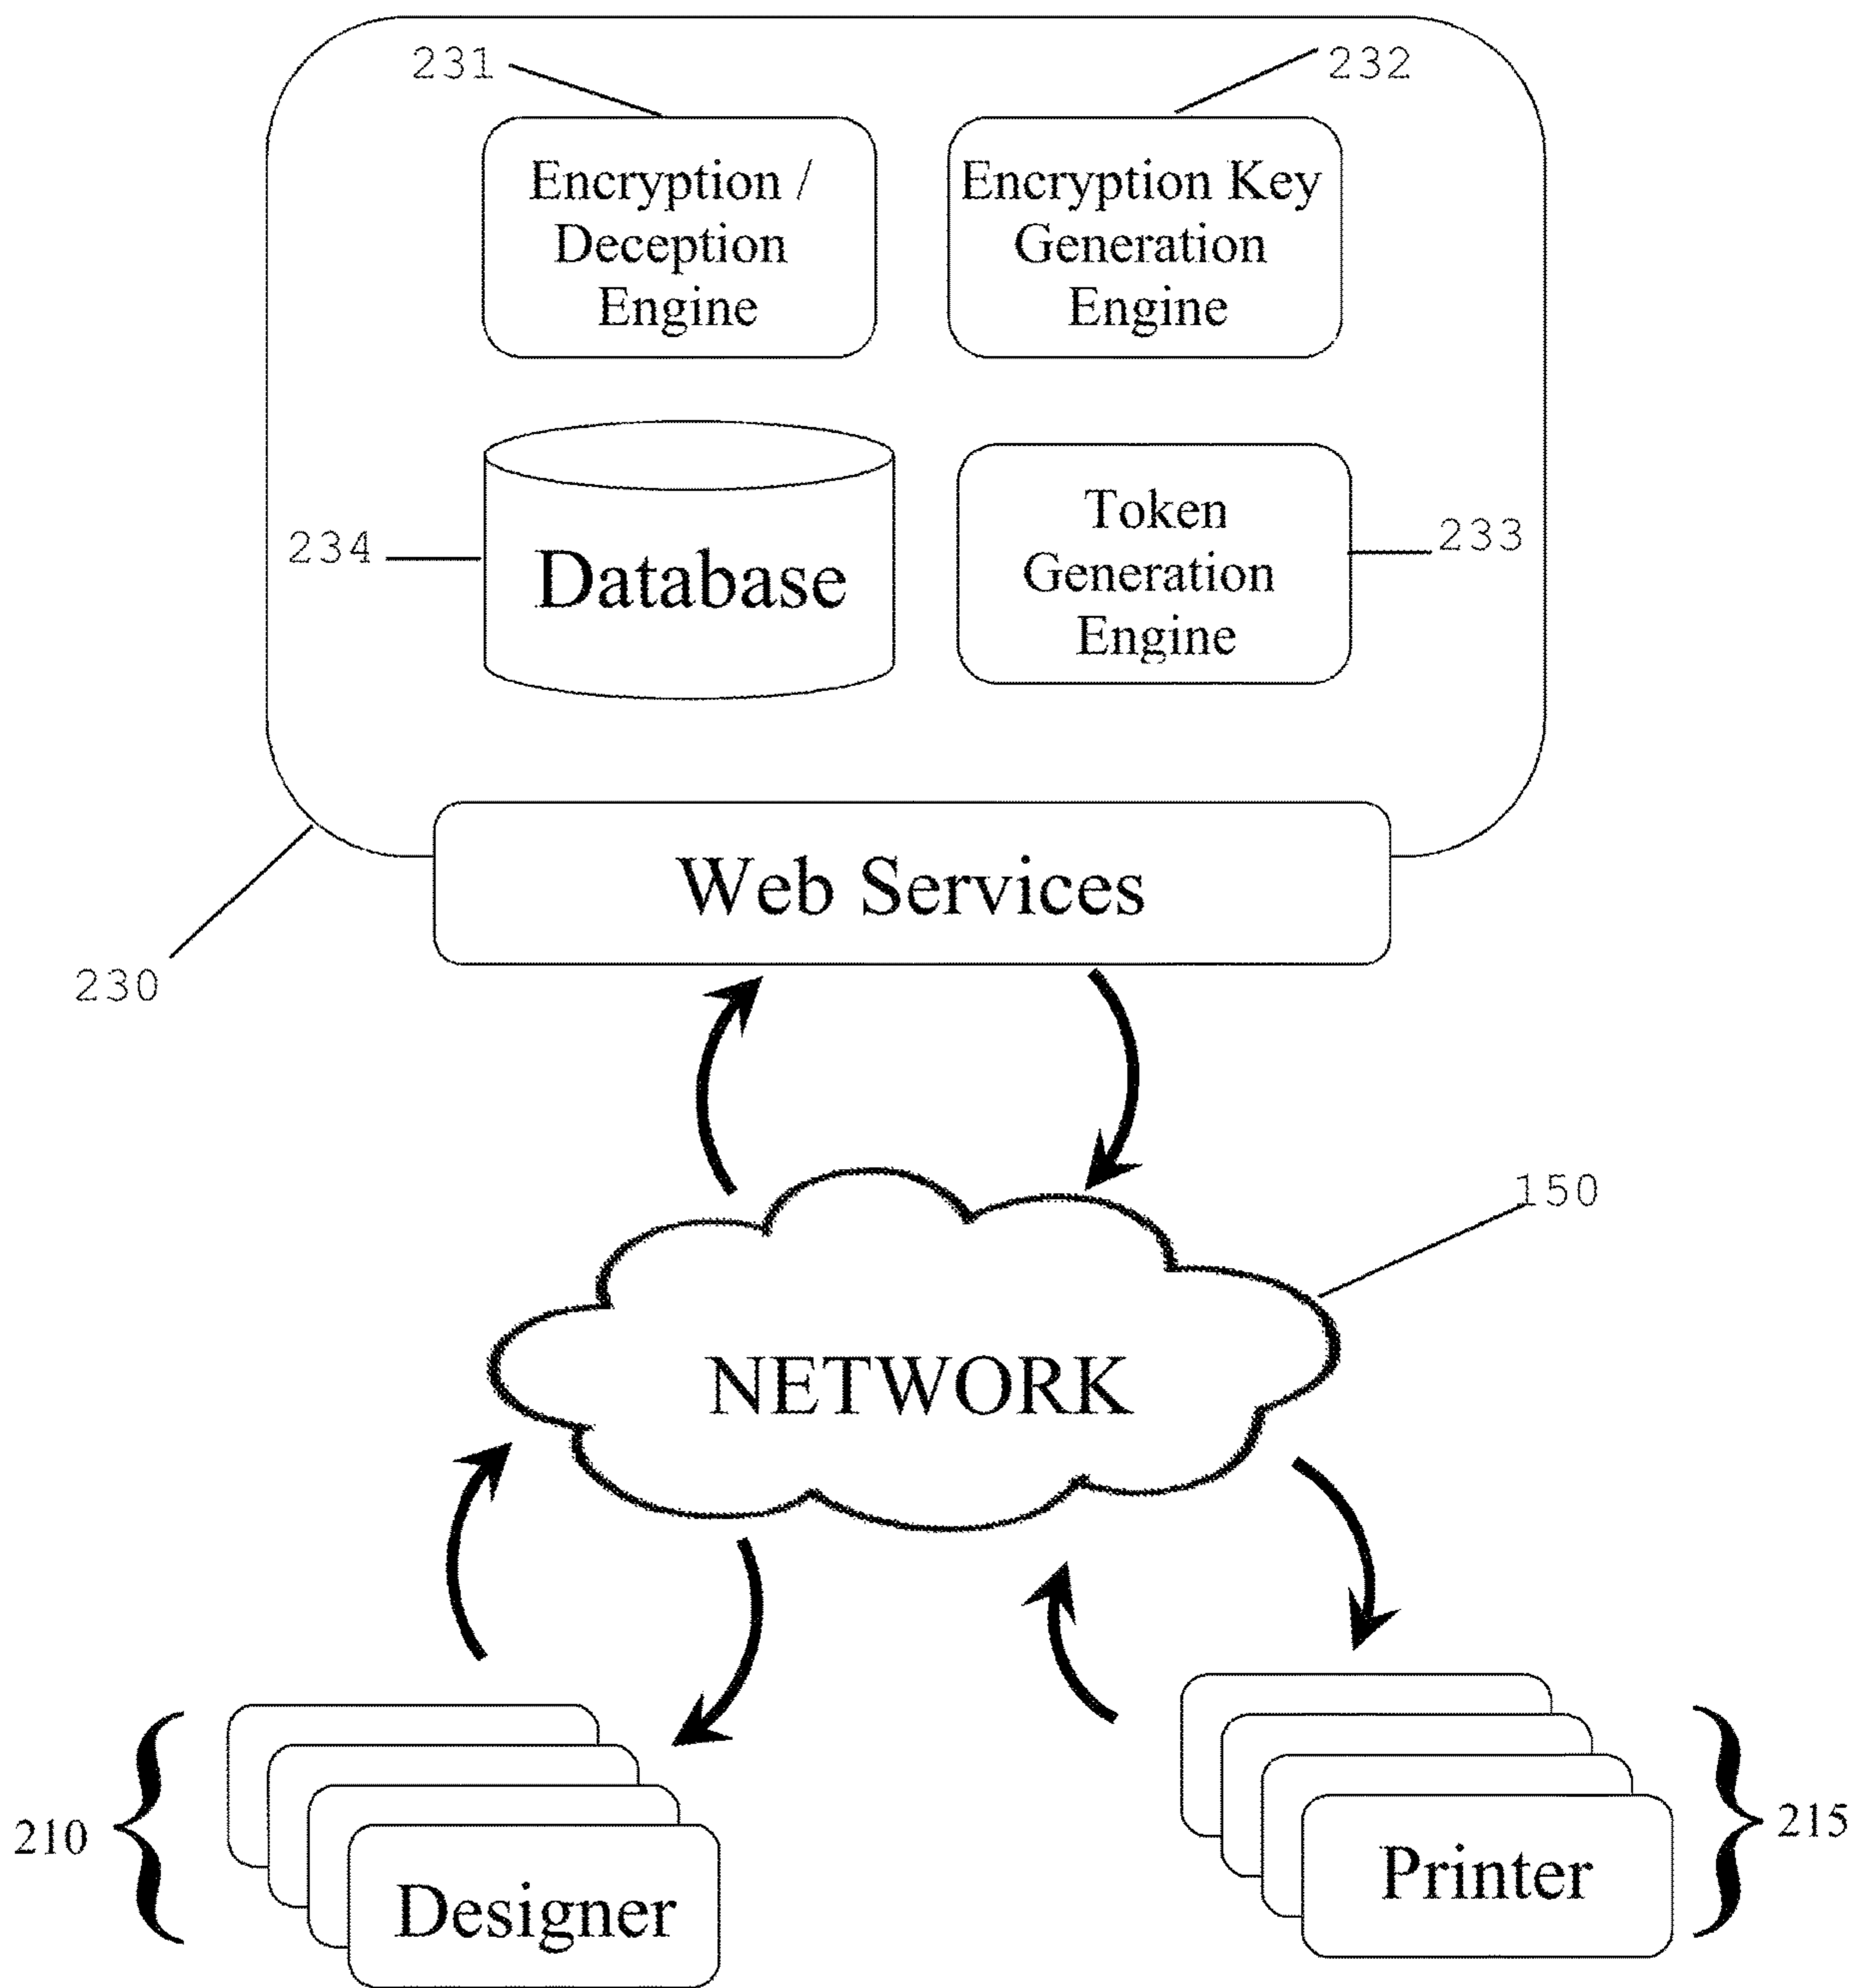 231
232
Encryption /
Deception
Engine
Encryption Key
Generation
Engine
234
Database
Token
Generation
Engine
233
Web Services
230
150
NETWORK
210
Designer
Printer
215